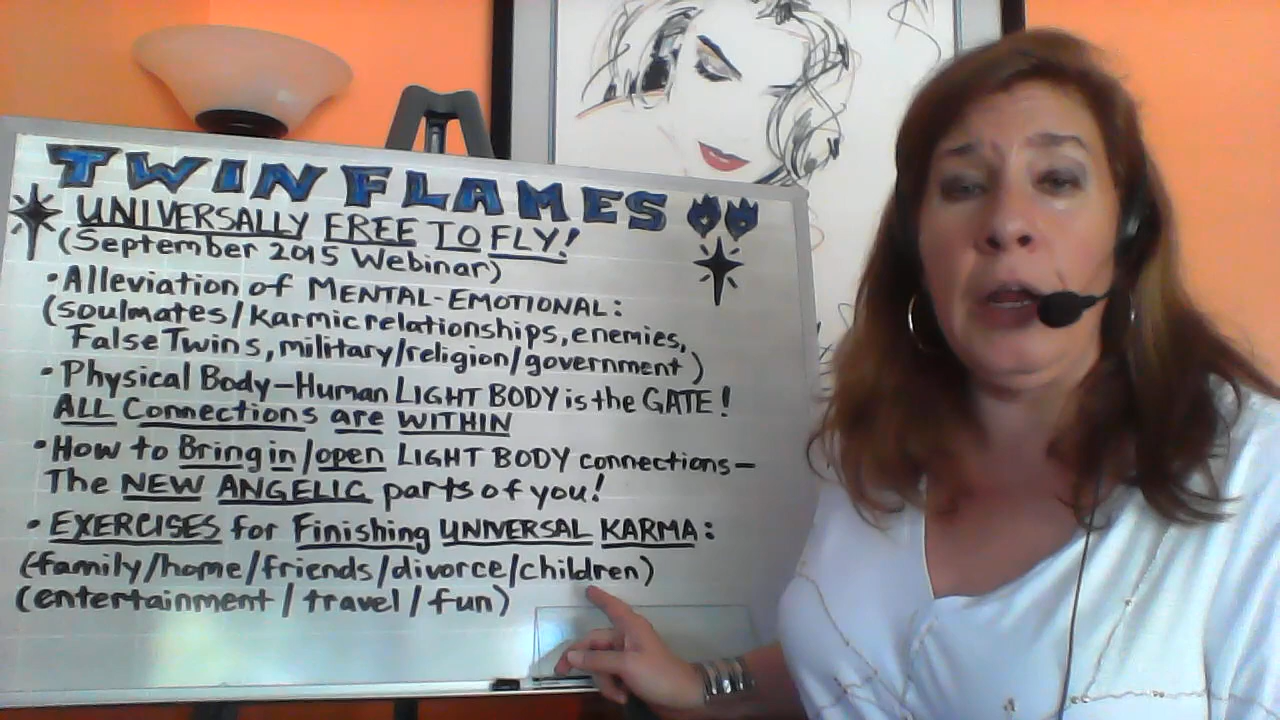 TWIN FLAMES
UNIVERSALLY FREE TO FLY!
(September 2015 Webinar)
• Alleviation of MENTAL-EMOTIONAL:
(soulmates/karmic relationships, enemies,
False Twins, military/religion/government)
• Physical Body—Human LIGHT BODY is the GATE!
ALL Connections are WITHIN
• How to Bring in/open LIGHT BODY connections—
The NEW ANGELIC parts of you!
• EXERCISES for Finishing UNIVERSAL KARMA:
(family/home/friends/divorce/children)
(entertainment/travel/fun)